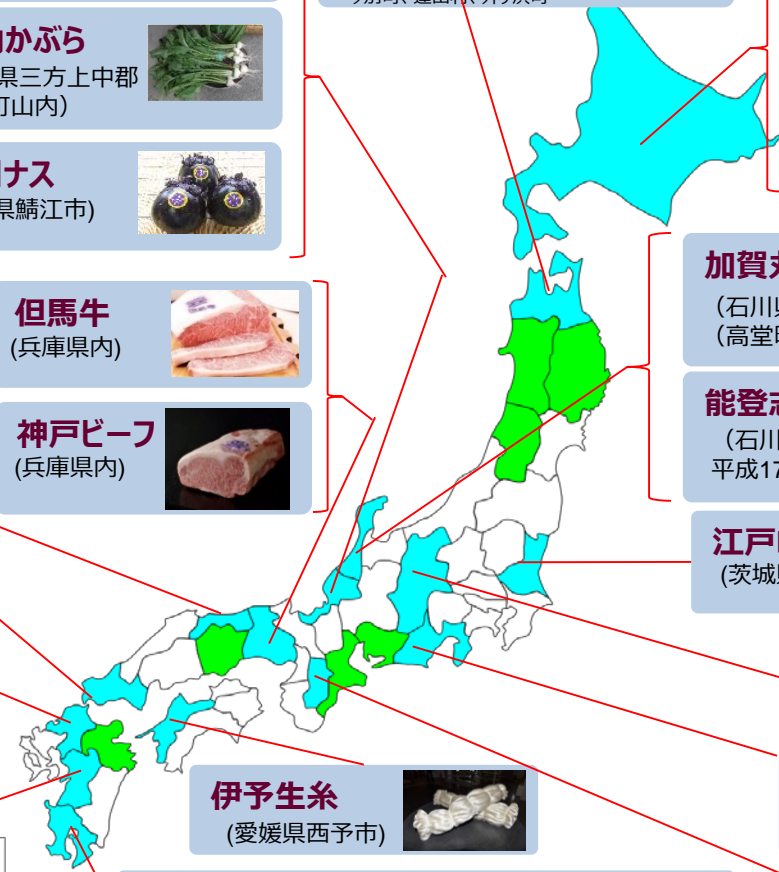 かぶら
県三方上中郡
町山内）
ナス
県鯖江市)
但馬牛
(兵庫県内)
神戸ビーフ
(兵庫県内)
加賀
（石川
（高堂
能登
（石川
平成17
江戸
(茨城
伊予生糸
(愛媛県西予市)